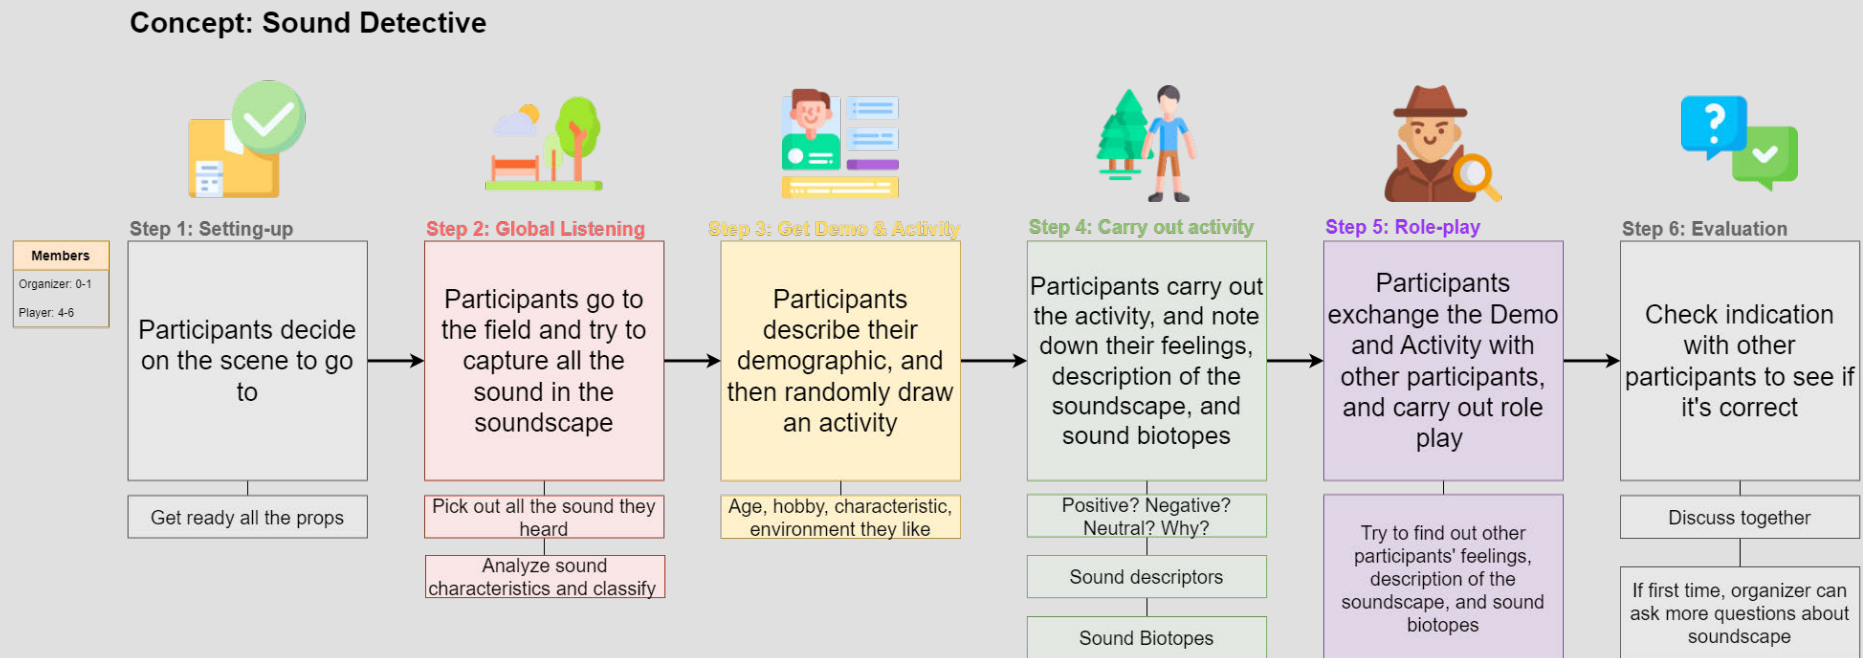 Concept: Sound Detective
Members
Organizer: 0-1
Player: 4-6
Step 1: Setting-up
Participants decide
on the scene to go
to
Get ready all the props
Step 2: Global Listening
Participants go to
the field and try to
capture all the
sound in the
soundscape
Pick out all the sound they
heard
Analyze sound
characteristics and classify
Step 3: Get Demo & Activity
Participants
describe their
demographic, and
then randomly draw
an activity
Age, hobby, characteristic,
environment they like
Step 4: Carry out activity
Participants carry out
the activity, and note
down their feelings,
description of the
soundscape, and
sound biotopes
Positive? Negative?
Neutral? Why?
Sound descriptors
Sound Biotopes
Step 5: Role-play
Participants
exchange the Demo
and Activity with
other participants,
and carry out role
play
Try to find out other
participants' feelings,
description of the
soundscape, and sound
biotopes
Step 6: Evaluation
Check indication
with other
participants to see if
it's correct
Discuss together
If first time, organizer can
ask more questions about
soundscape